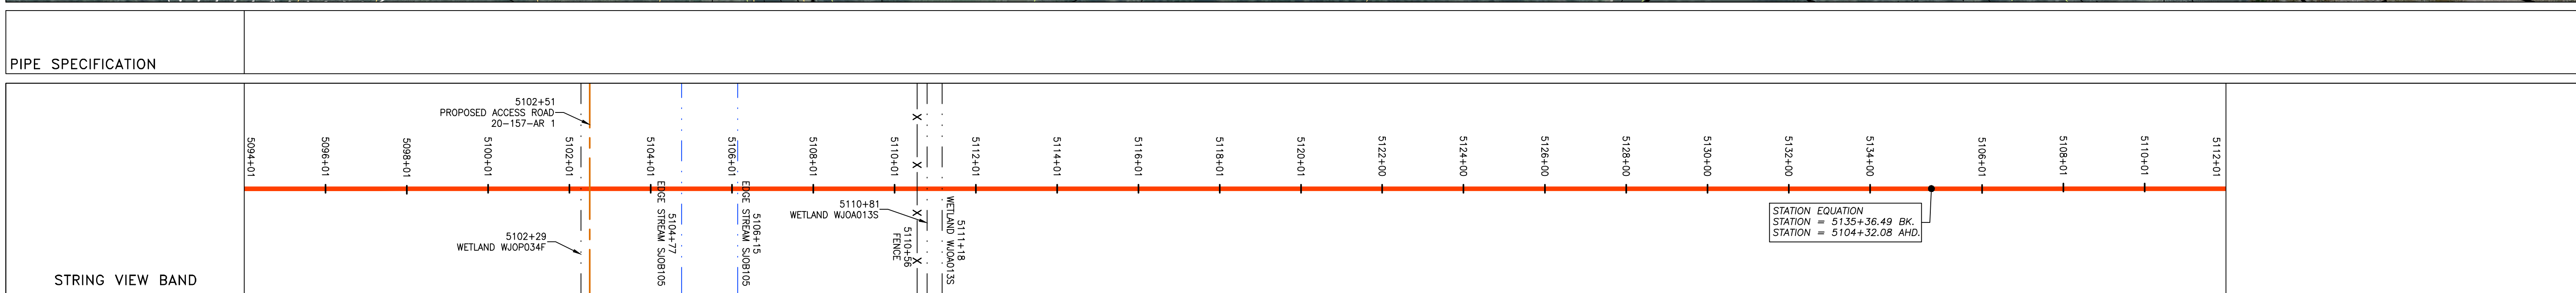 PIPE SPECIFICATION
5102+51
PROPOSED ACCESS ROAD
20-157-AR 1
5094+01
5096+01
5098+01
5100+01
5102+01
5104+01
5106+01
5108+01
5110+01
5112+01
5114+01
5116+01
5118+01
5120+01
5122+00
5124+00
5126+00
5128+00
5130+00
5132+00
5134+00
5106+01
5108+01
5110+01
5112+01
5102+29
WETLAND WJOP034F
5104+77
EDGE STREAM SJOB105
5106+15
EDGE STREAM SJOB105
5110+81
WETLAND WJOA013S
5110+56
FENCE
5111+18
WETLAND WJOA013S
STATION EQUATION
STATION = 5135+36.49 BK.
STATION = 5104+32.08 AHD.
STRING VIEW BAND